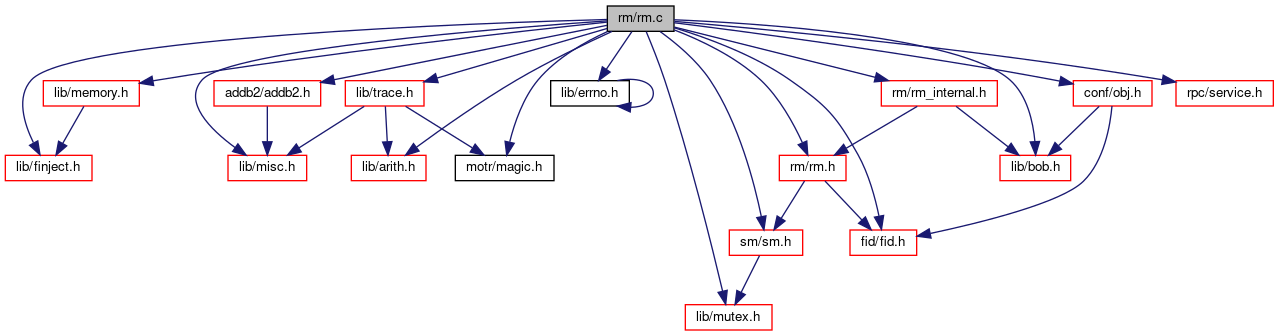 rm/rm.c
lib/memory.h
addb2/addb2.h
lib/trace.h
lib/errno.h
rm/rm_internal.h
conf/obj.h
rpc/service.h
lib/finject.h
lib/misc.h
lib/arith.h
motr/magic.h
rm/rm.h
lib/bob.h
sm/sm.h
fid/fid.h
lib/mutex.h